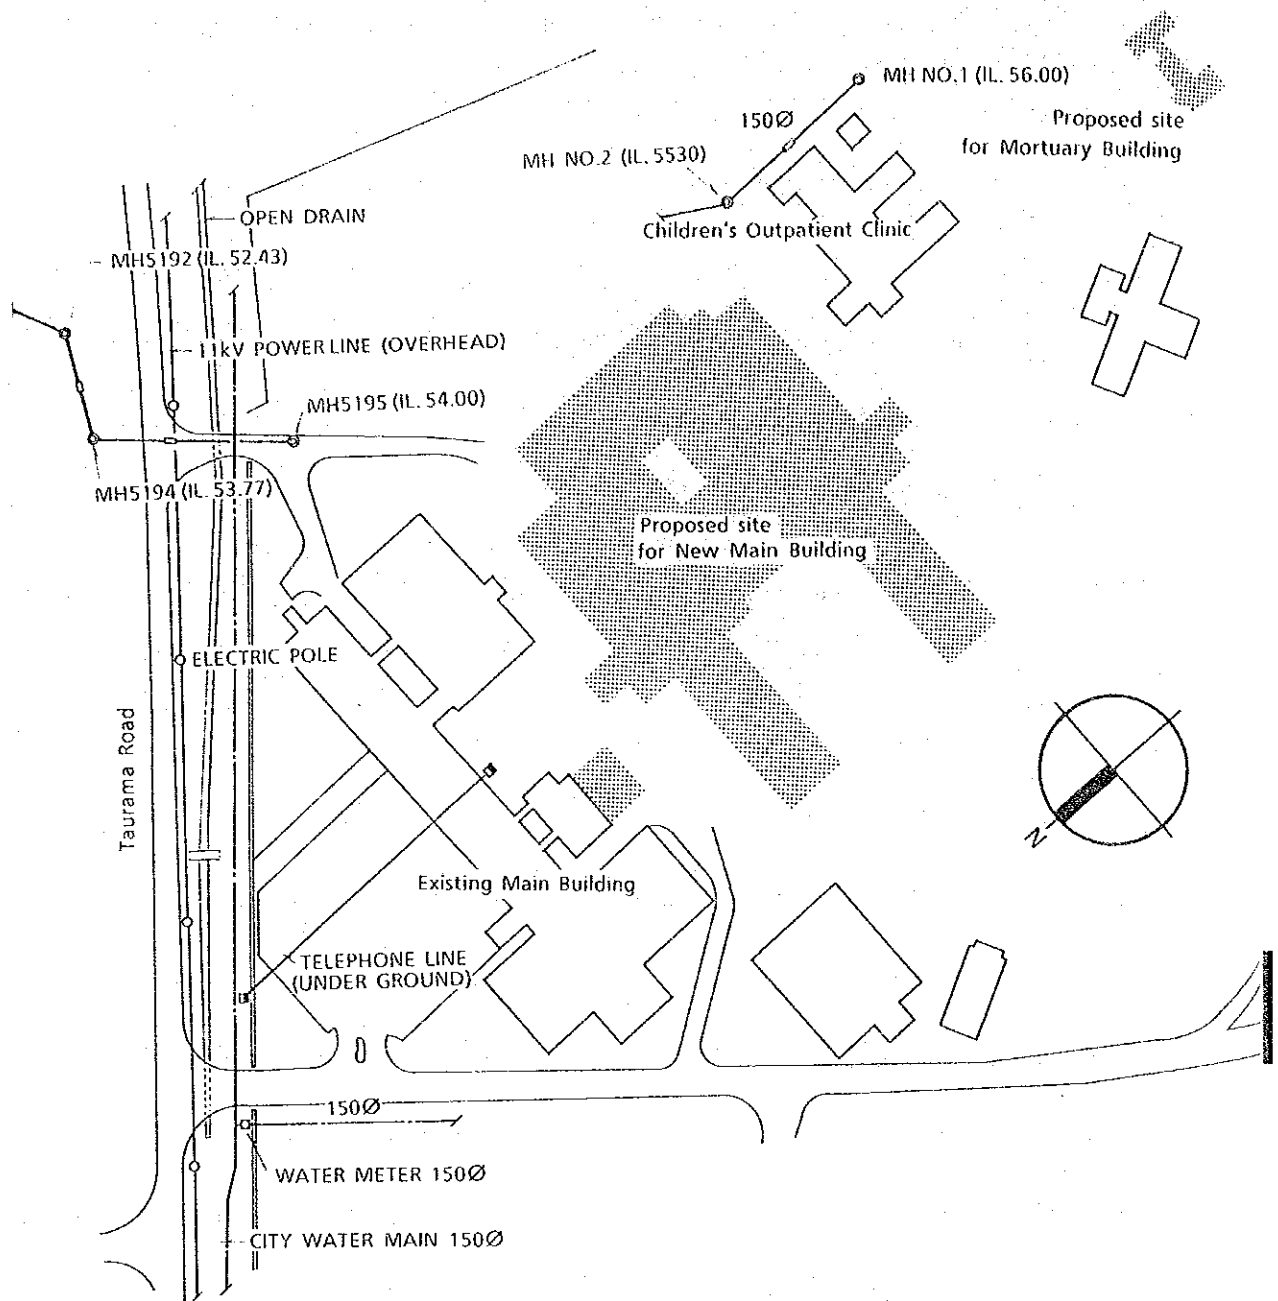 MH NO.1 (IL. 56.00)
150Ø
Proposed site
for Mortuary Building
MH NO.2 (IL. 5530)
OPEN DRAIN
Children's Outpatient Clinic
MH5192 (IL. 52.43)
11kV POWER LINE (OVERHEAD)
MH5195 (IL. 54.00)
MH5194 (IL. 53.77)
Proposed site
for New Main Building
ELECTRIC POLE
Taurama Road
N
Existing Main Building
TELEPHONE LINE
(UNDER GROUND)
150Ø
WATER METER 150Ø
CITY WATER MAIN 150Ø